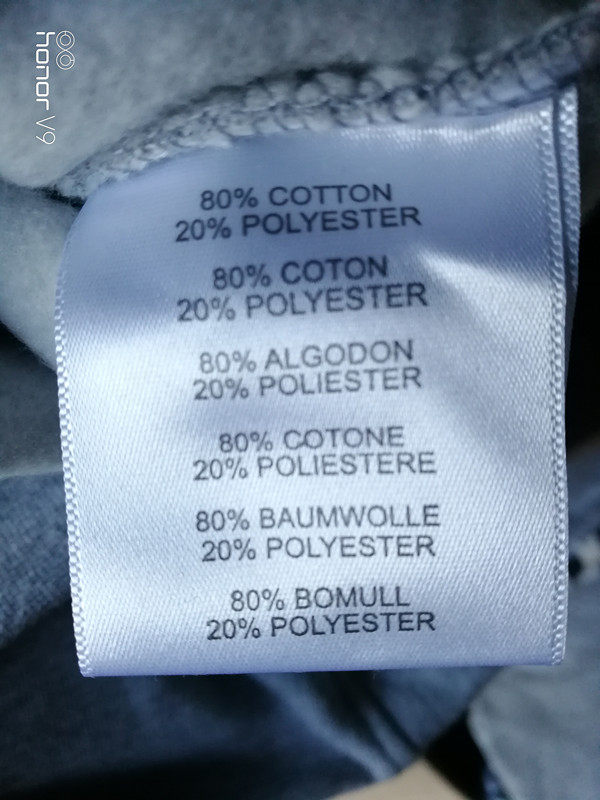 honor V9
80% COTTON
20% POLYESTER
80% COTON
20% POLYESTER
80% ALGODON
20% POLIESTER
80% COTONE
20% POLIESTERE
80% BAUMWOLLE
20% POLYESTER
80% BOMULL
20% POLYESTER